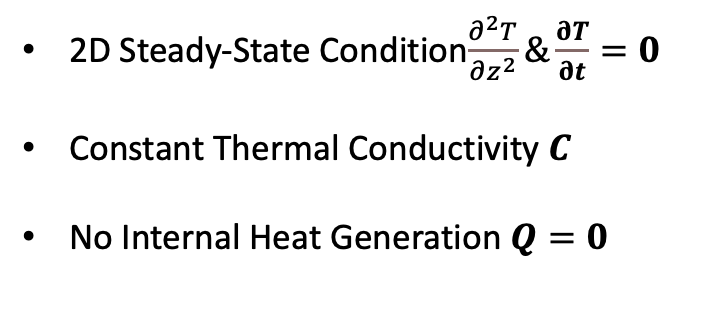 • 2D Steady-State Condition ∂²T/∂z² & ∂T/∂t = 0
• Constant Thermal Conductivity C
• No Internal Heat Generation Q = 0